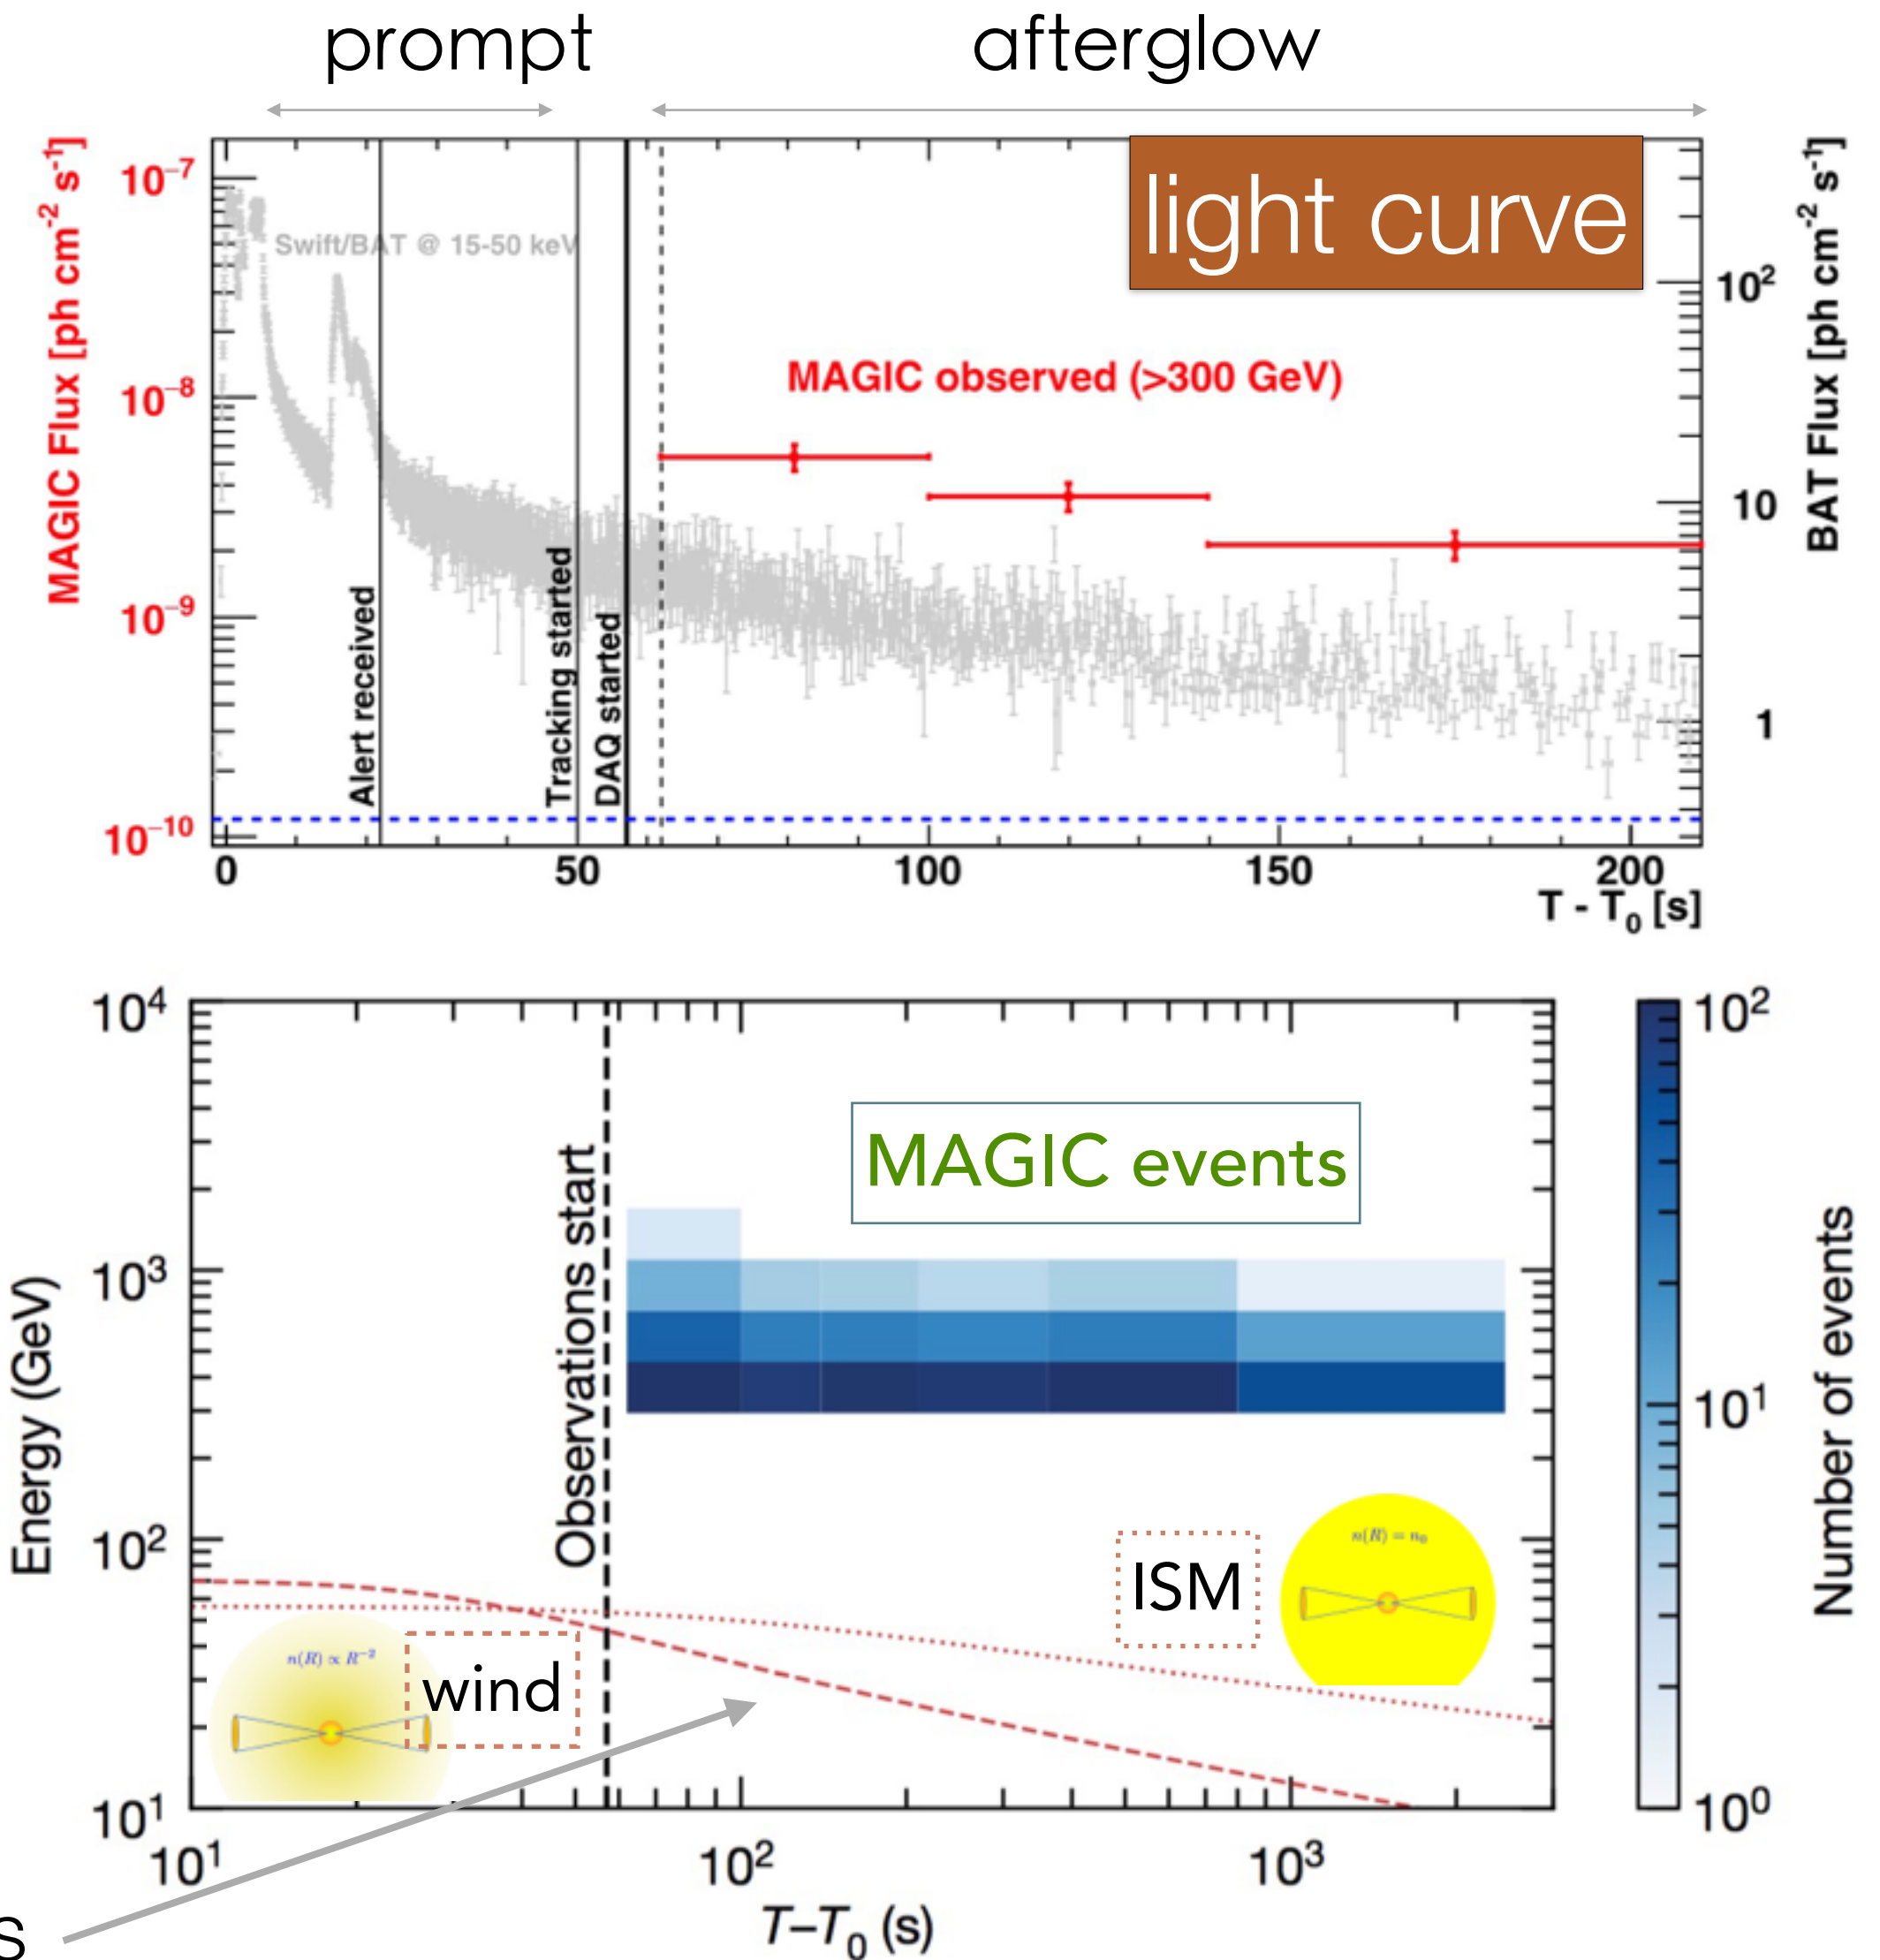 prompt
afterglow
light curve
MAGIC Flux [ph cm⁻² s⁻¹]
BAT Flux [ph cm⁻² s⁻¹]
10⁻⁷
10⁻⁸
10⁻⁹
10⁻¹⁰
10²
10
1
Swift/BAT @ 15-50 keV
MAGIC observed (>300 GeV)
Alert received
Tracking started
DAQ started
0 50 100 150 200
T - T₀ [s]
10⁴
10³
10²
10¹
Energy (GeV)
Observations start
MAGIC events
ISM
n(R) = n₀
wind
n(R) ∝ R⁻²
10¹ 10² 10³
T–T₀ (s)
10²
10¹
10⁰
Number of events
s